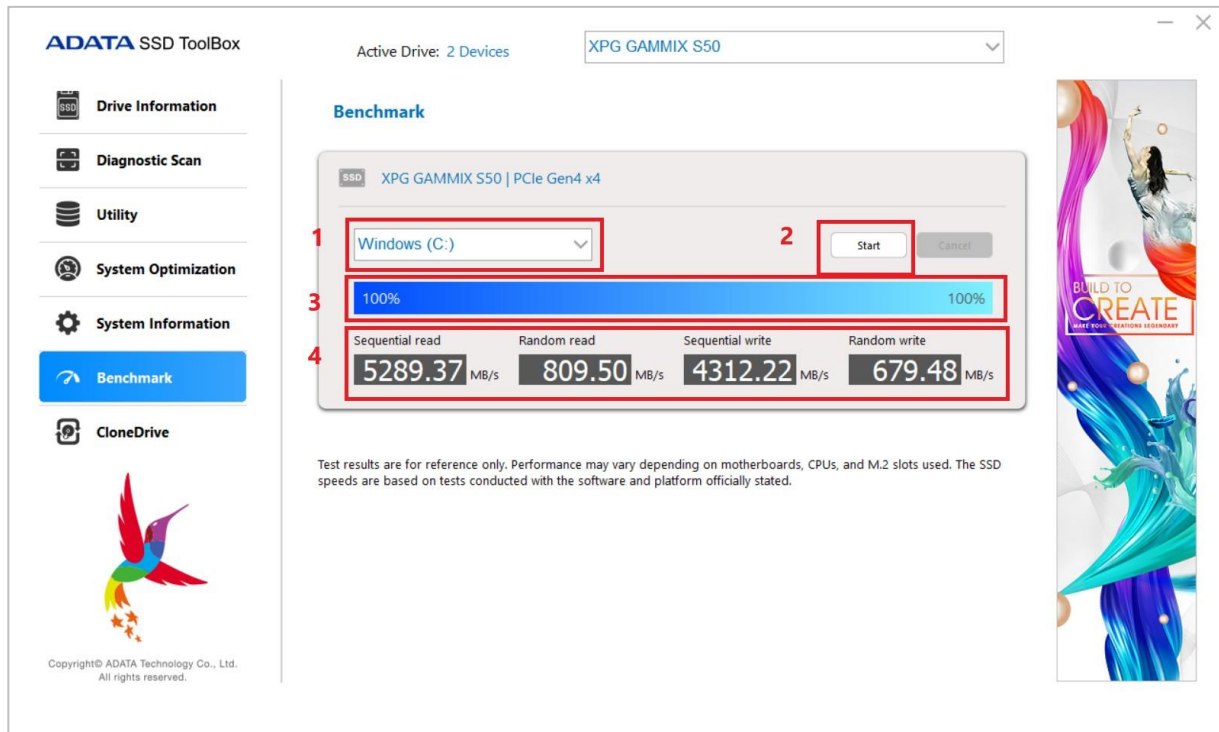 ADATA SSD ToolBox
Active Drive: 2 Devices
XPG GAMMIX S50
SSD
Drive Information
Diagnostic Scan
Utility
System Optimization
System Information
Benchmark
CloneDrive
Copyright© ADATA Technology Co., Ltd.
All rights reserved.
Benchmark
SSD
XPG GAMMIX S50 | PCIe Gen4 x4
1
Windows (C:)
2
Start
Cancel
3
100%
100%
4
Sequential read
Random read
Sequential write
Random write
5289.37 MB/s
809.50 MB/s
4312.22 MB/s
679.48 MB/s
Test results are for reference only. Performance may vary depending on motherboards, CPUs, and M.2 slots used. The SSD
speeds are based on tests conducted with the software and platform officially stated.
BUILD TO
CREATE
MAKE YOUR CREATIONS LEGENDARY